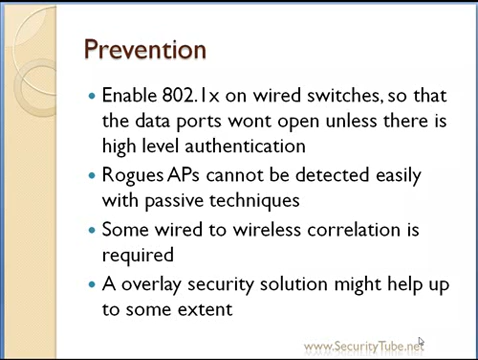 Prevention
Enable 802.1x on wired switches, so that
the data ports wont open unless there is
high level authentication
Rogues APs cannot be detected easily
with passive techniques
Some wired to wireless correlation is
required
A overlay security solution might help up
to some extent
www.SecurityTube.net